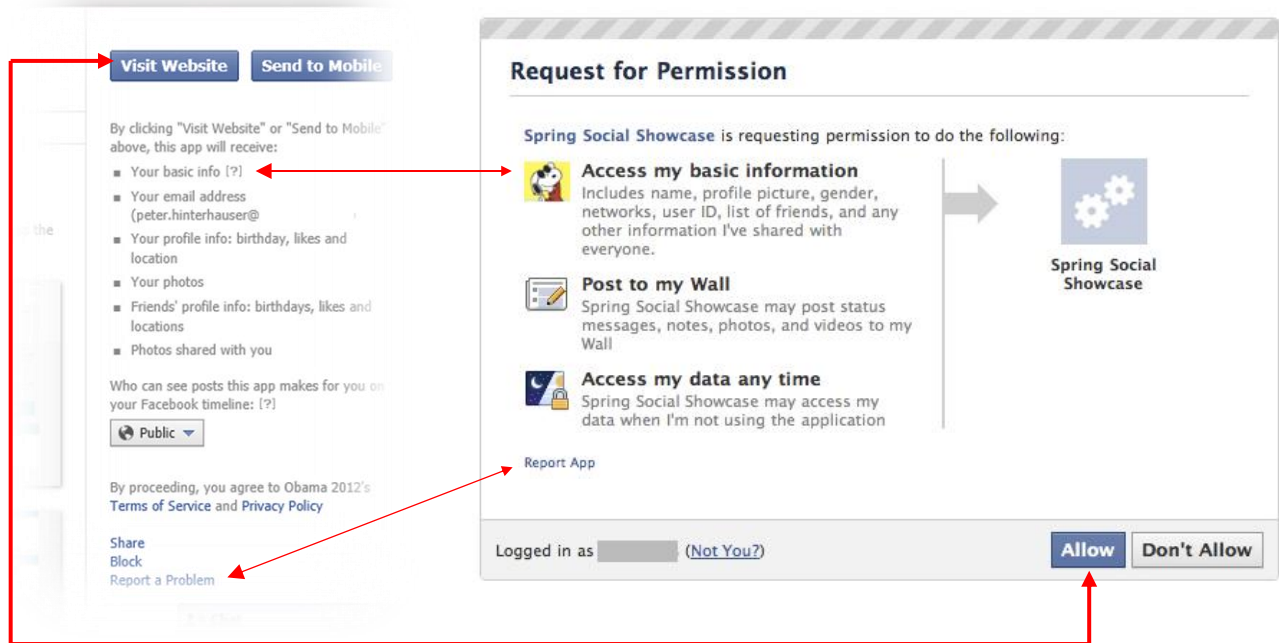 Visit Website
Send to Mobile
By clicking "Visit Website" or "Send to Mobile"
above, this app will receive:
Your basic info [?]
Your email address
(peter.hinterhauser@
Your profile info: birthday, likes and
location
Your photos
Friends' profile info: birthdays, likes and
locations
Photos shared with you
Who can see posts this app makes for you on
your Facebook timeline: [?]
Public
By proceeding, you agree to Obama 2012's
Terms of Service and Privacy Policy
Share
Block
Report a Problem
the
Request for Permission
Spring Social Showcase is requesting permission to do the following:
Access my basic information
Includes name, profile picture, gender,
networks, user ID, list of friends, and any
other information I've shared with
everyone.
Post to my Wall
Spring Social Showcase may post status
messages, notes, photos, and videos to my
Wall
Access my data any time
Spring Social Showcase may access my
data when I'm not using the application
Spring Social
Showcase
Report App
Logged in as (Not You?)
Allow
Don't Allow